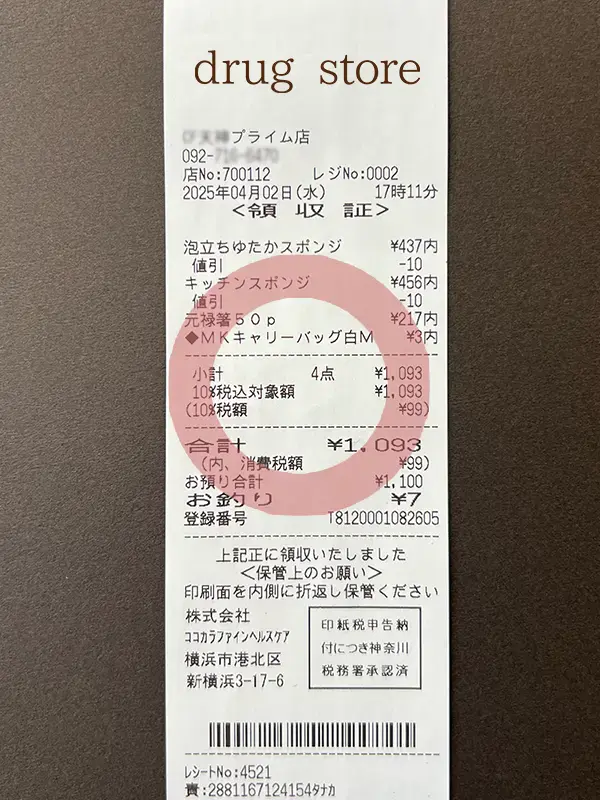 drug store
プライム店
092-
店No:700112 レジNo:0002
2025年04月02日(水) 17時11分
<領 収 証>
泡立ちゆたかスポンジ ¥437内
値引 -10
キッチンスポンジ ¥456内
値引 -10
元禄箸50p ¥217内
◆MKキャリーバッグ白M ¥3内
小計 4点 ¥1,093
10%税込対象額 ¥1,093
(10%税額 ¥99)
合計 ¥1,093
(内、消費税額 ¥99)
お預り合計 ¥1,100
お釣り ¥7
登録番号 T8120001082605
上記正に領収いたしました
<保管上のお願い>
印刷面を内側に折返し保管ください
株式会社
ココカラファインヘルスケア
横浜市港北区
新横浜3-17-6
印紙税申告納
付につき神奈川
税務署承認済
レシートNo:4521
責:2881167124154タナカ